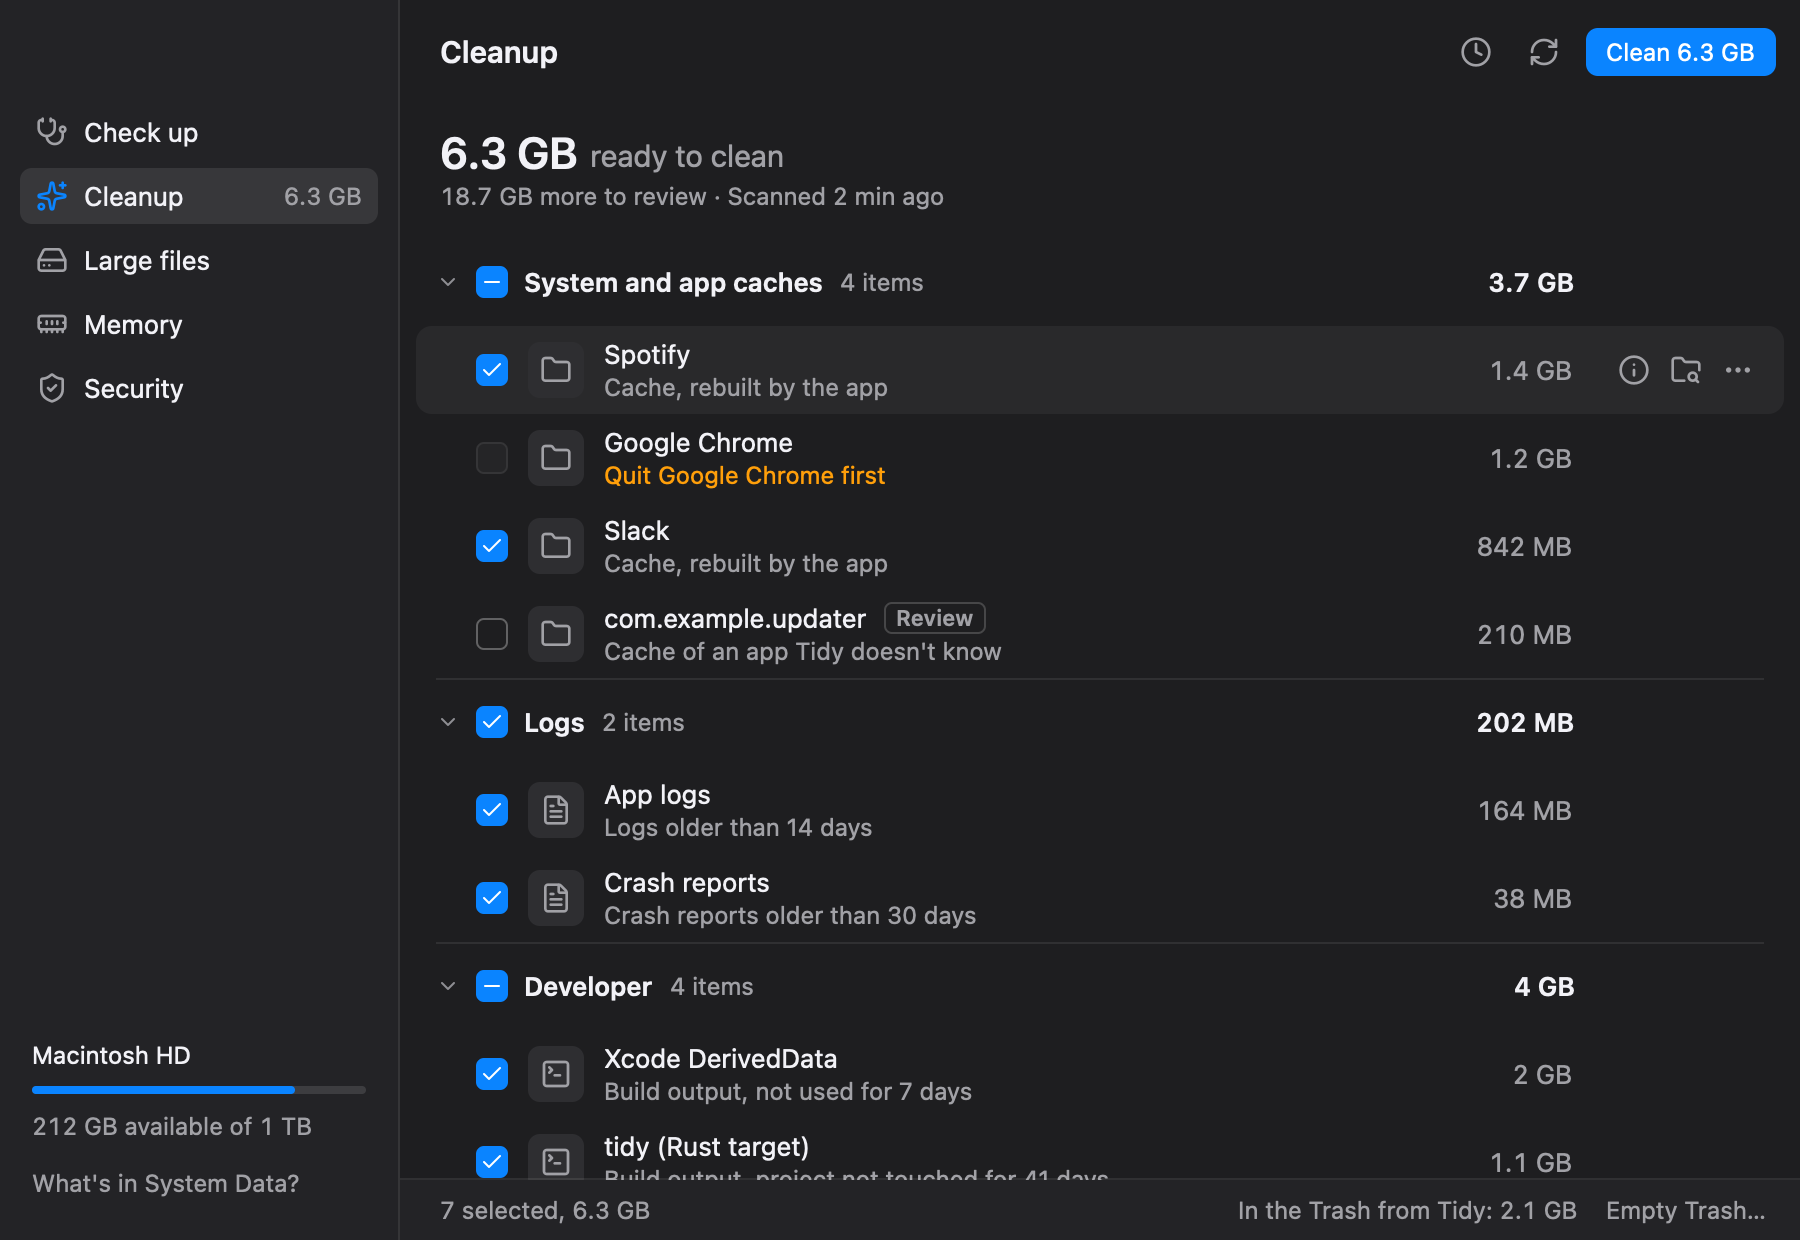 Cleanup
Clean 6.3 GB
Check up
Cleanup 6.3 GB
Large files
Memory
Security
6.3 GB ready to clean
18.7 GB more to review · Scanned 2 min ago
System and app caches 4 items 3.7 GB
Spotify
Cache, rebuilt by the app
1.4 GB
Google Chrome
Quit Google Chrome first
1.2 GB
Slack
Cache, rebuilt by the app
842 MB
com.example.updater Review
Cache of an app Tidy doesn't know
210 MB
Logs 2 items 202 MB
App logs
Logs older than 14 days
164 MB
Crash reports
Crash reports older than 30 days
38 MB
Developer 4 items 4 GB
Xcode DerivedData
Build output, not used for 7 days
2 GB
tidy (Rust target)
Build output, project not touched for 41 days
1.1 GB
Macintosh HD
212 GB available of 1 TB
What's in System Data?
7 selected, 6.3 GB
In the Trash from Tidy: 2.1 GB
Empty Trash...